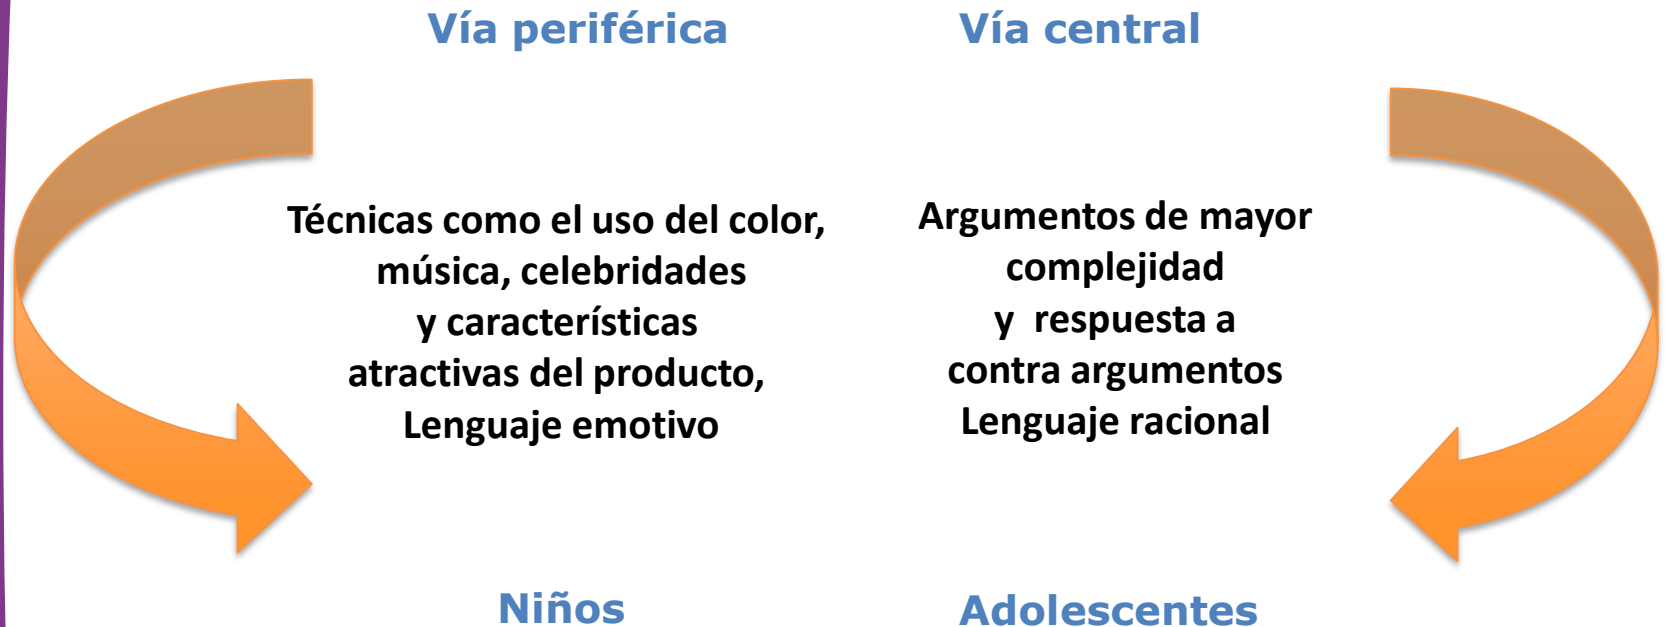 Vía periférica
Técnicas como el uso del color,
música, celebridades
y características
atractivas del producto,
Lenguaje emotivo
Niños
Vía central
Argumentos de mayor
complejidad
y respuesta a
contra argumentos
Lenguaje racional
Adolescentes